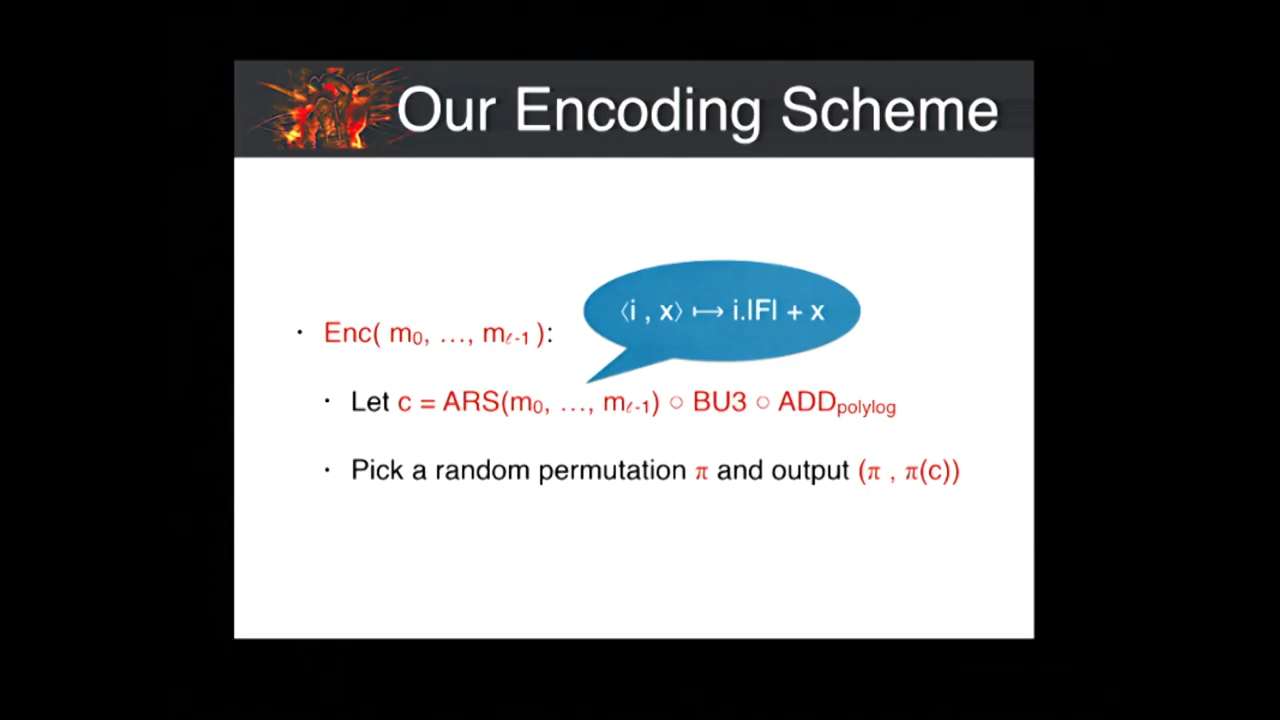 Our Encoding Scheme
⟨i , x⟩ ↦ i.|F| + x
· Enc( m₀, …, mℓ₋₁ ):
· Let c = ARS(m₀, …, mℓ₋₁) ○ BU3 ○ ADDpolylog
· Pick a random permutation π and output (π , π(c))